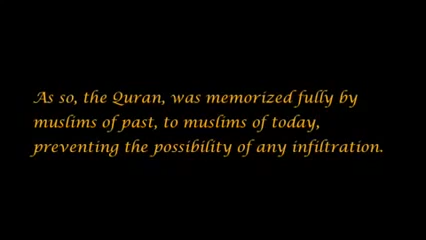 As so, the Quran, was memorized fully by
muslims of past, to muslims of today,
preventing the possibility of any infiltration.